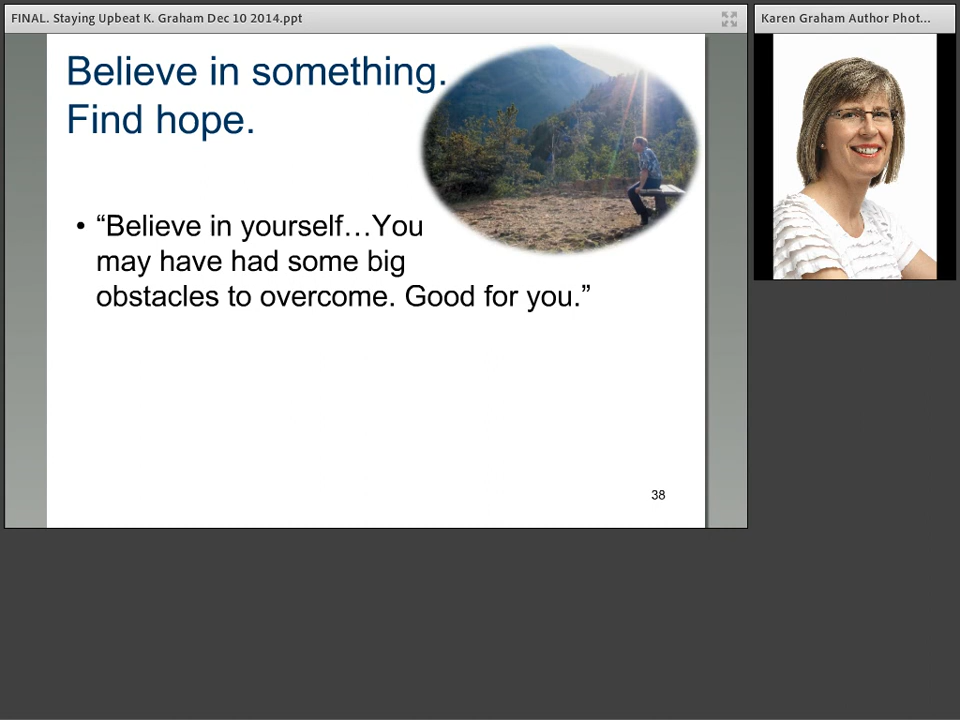 FINAL. Staying Upbeat K. Graham Dec 10 2014.ppt
Karen Graham Author Phot...
Believe in something.
Find hope.
• “Believe in yourself…You
may have had some big
obstacles to overcome. Good for you.”
38